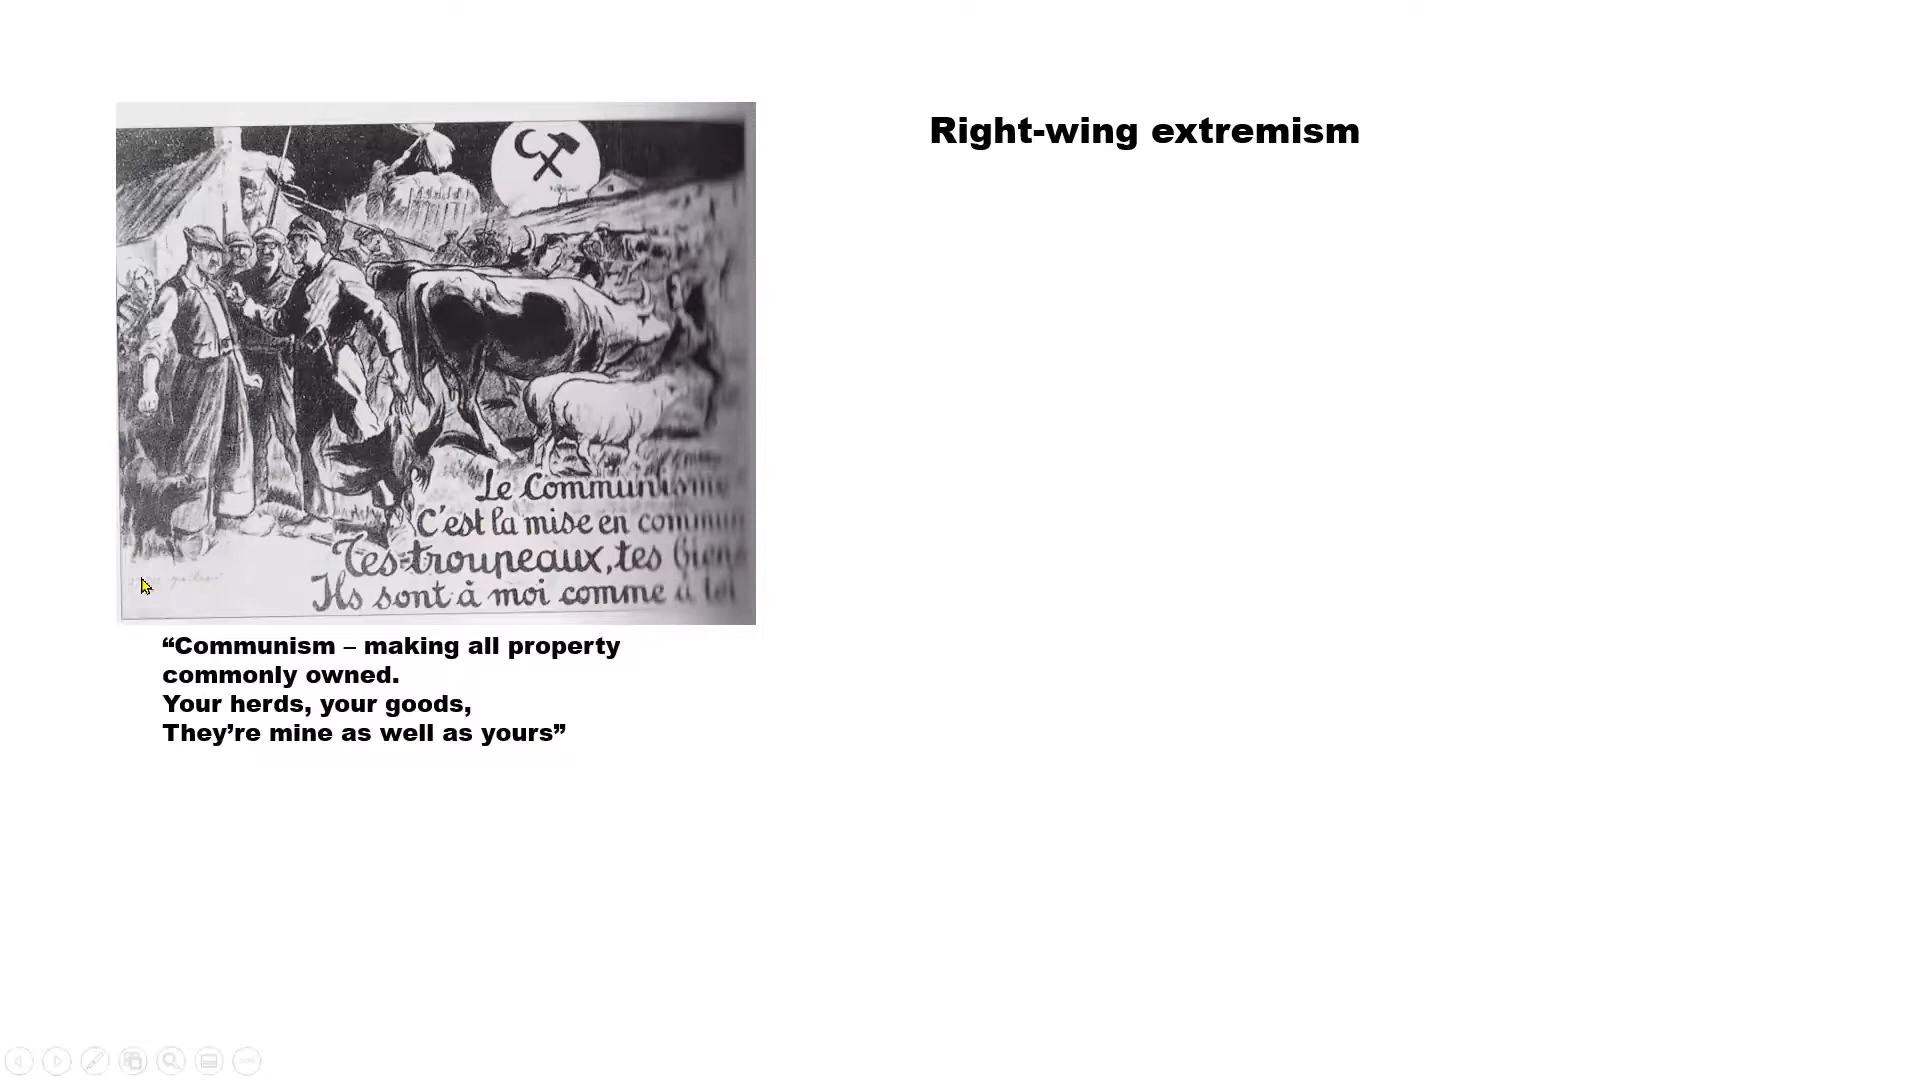 Right-wing extremism
Le Communisme
C'est la mise en commun
Tes troupeaux, tes biens
Ils sont à moi comme à toi
“Communism – making all property
commonly owned.
Your herds, your goods,
They’re mine as well as yours”